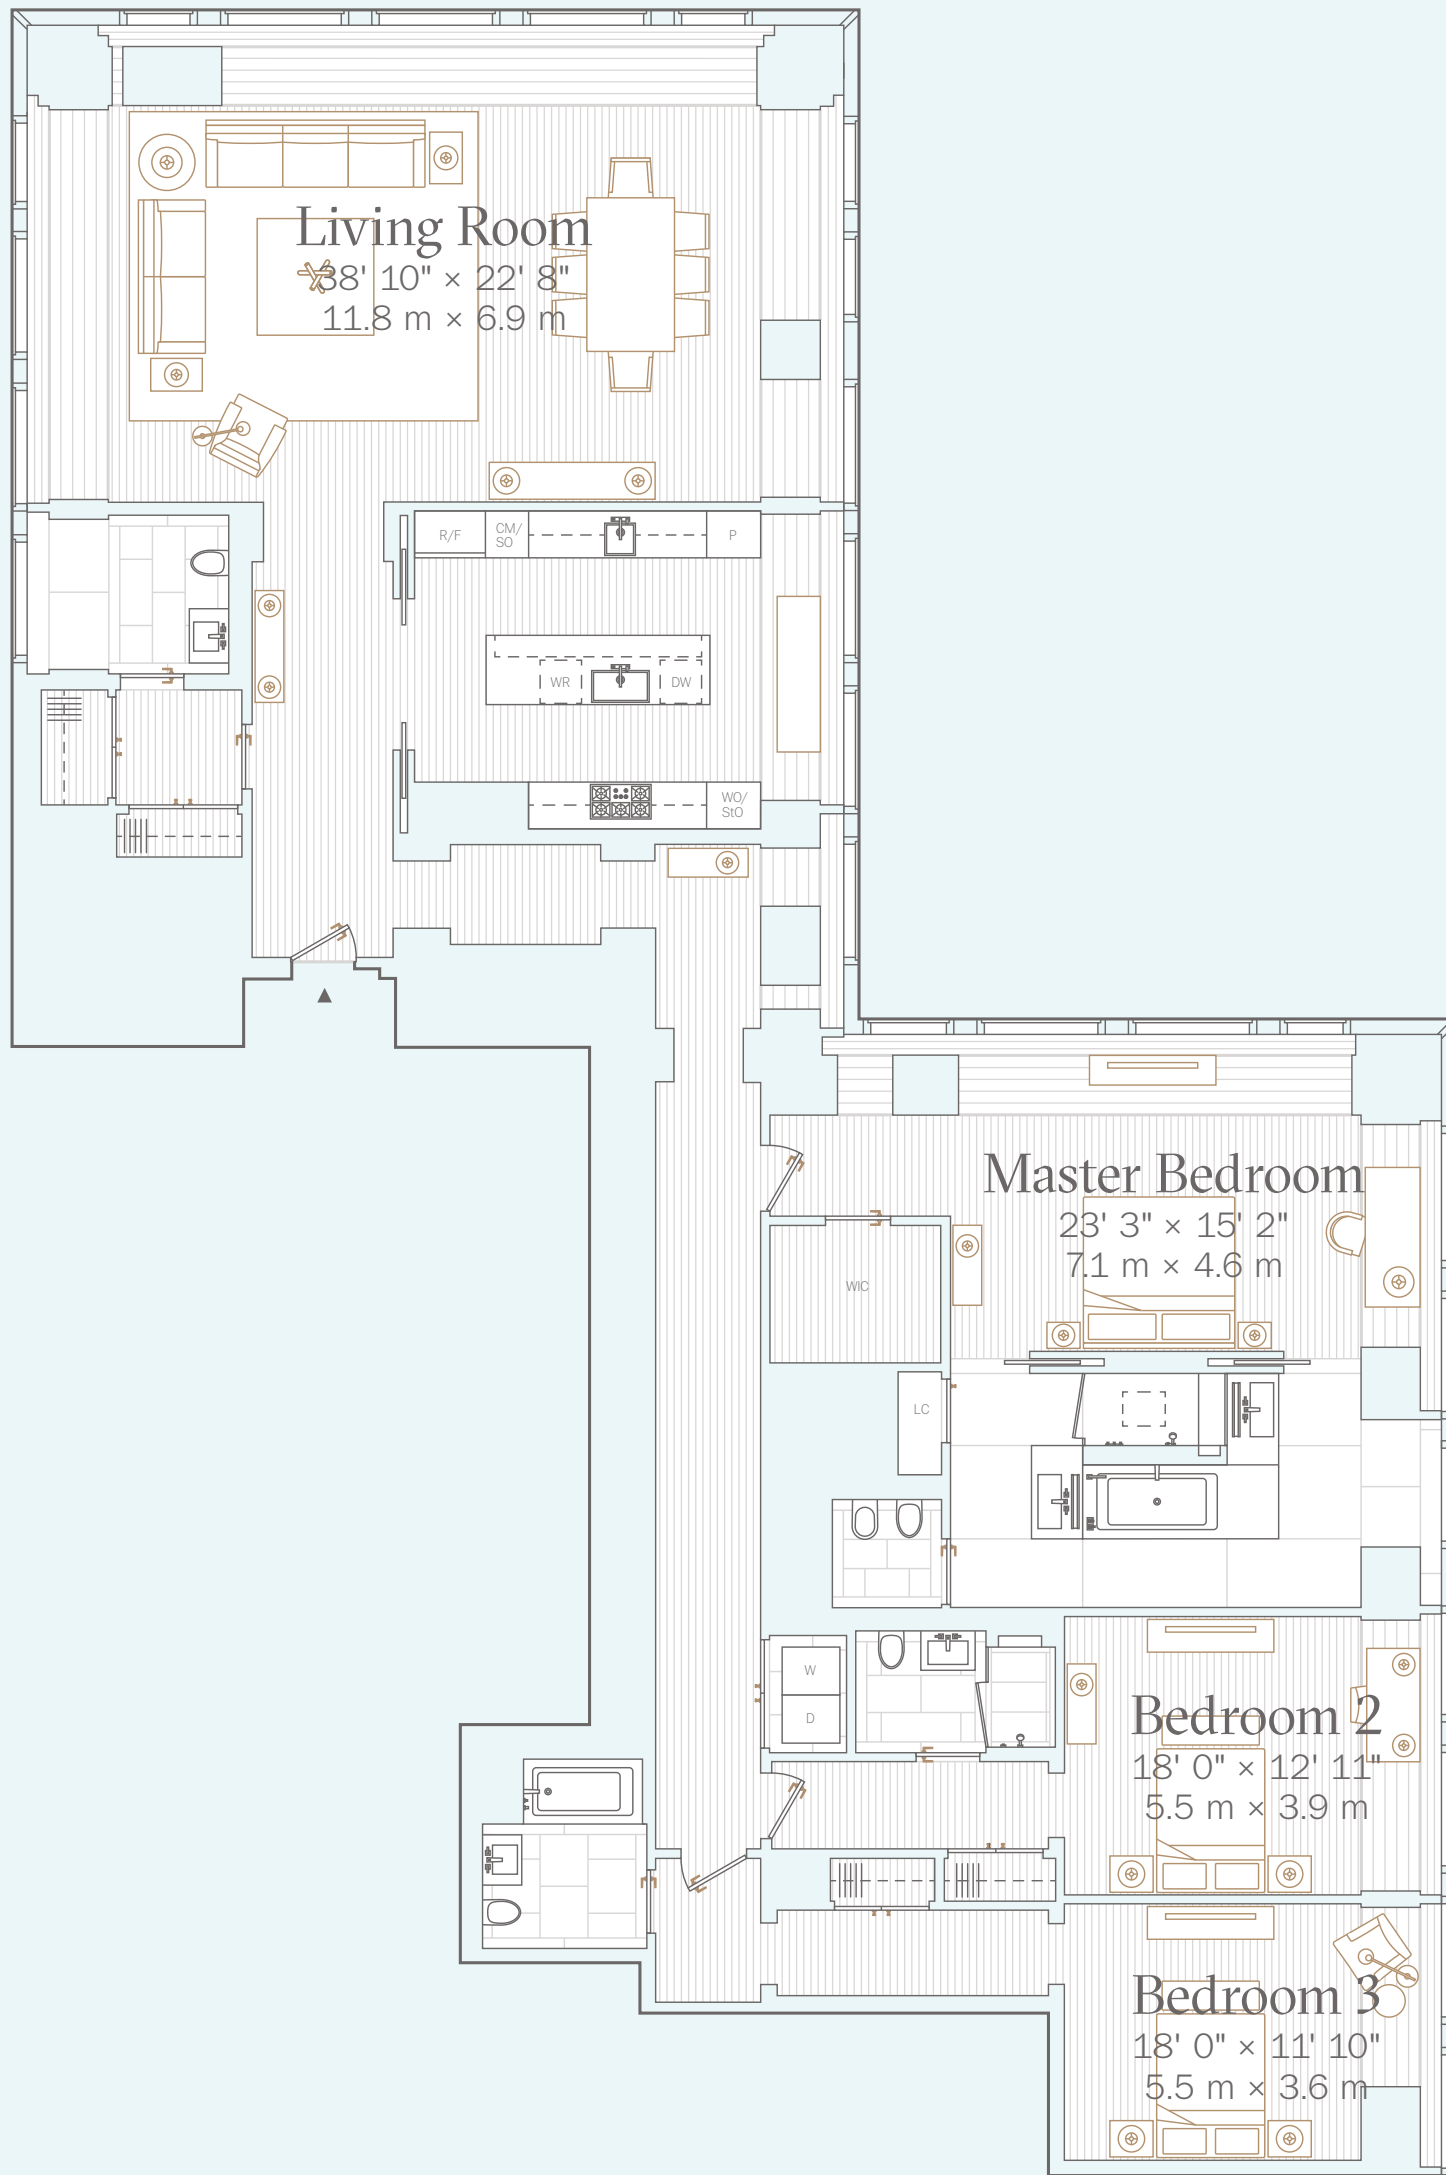 Living Room
38' 10" × 22' 8"
11.8 m × 6.9 m
R/F
CM/
SO
P
WR
DW
WO/
StO
Master Bedroom
23' 3" × 15' 2"
7.1 m × 4.6 m
WIC
LC
W
D
Bedroom 2
18' 0" × 12' 11"
5.5 m × 3.9 m
Bedroom 3
18' 0" × 11' 10"
5.5 m × 3.6 m